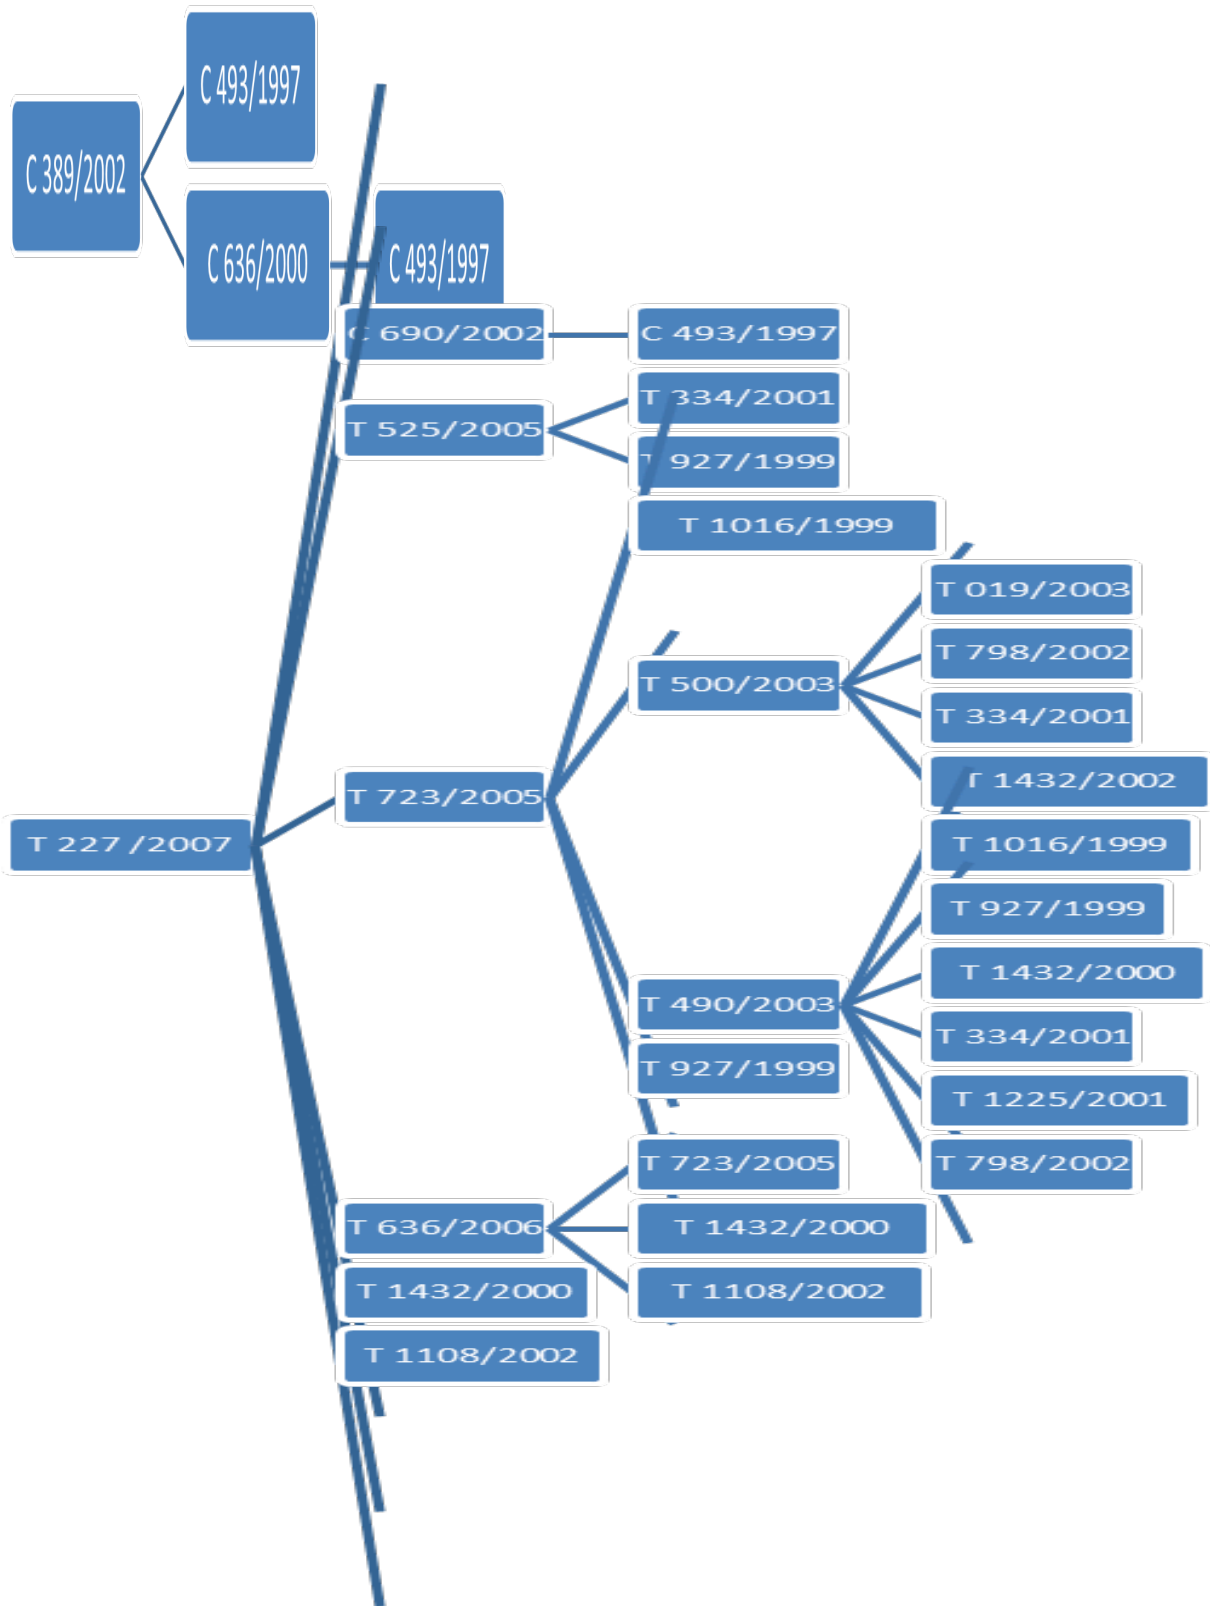 C 493/1997
C 389/2002
C 636/2000
C 493/1997
C 690/2002
C 493/1997
T 334/2001
T 525/2005
T 927/1999
T 1016/1999
T 019/2003
T 798/2002
T 500/2003
T 334/2001
T 1432/2002
T 723/2005
T 227 /2007
T 1016/1999
T 927/1999
T 1432/2000
T 490/2003
T 334/2001
T 927/1999
T 1225/2001
T 723/2005
T 798/2002
T 636/2006
T 1432/2000
T 1432/2000
T 1108/2002
T 1108/2002